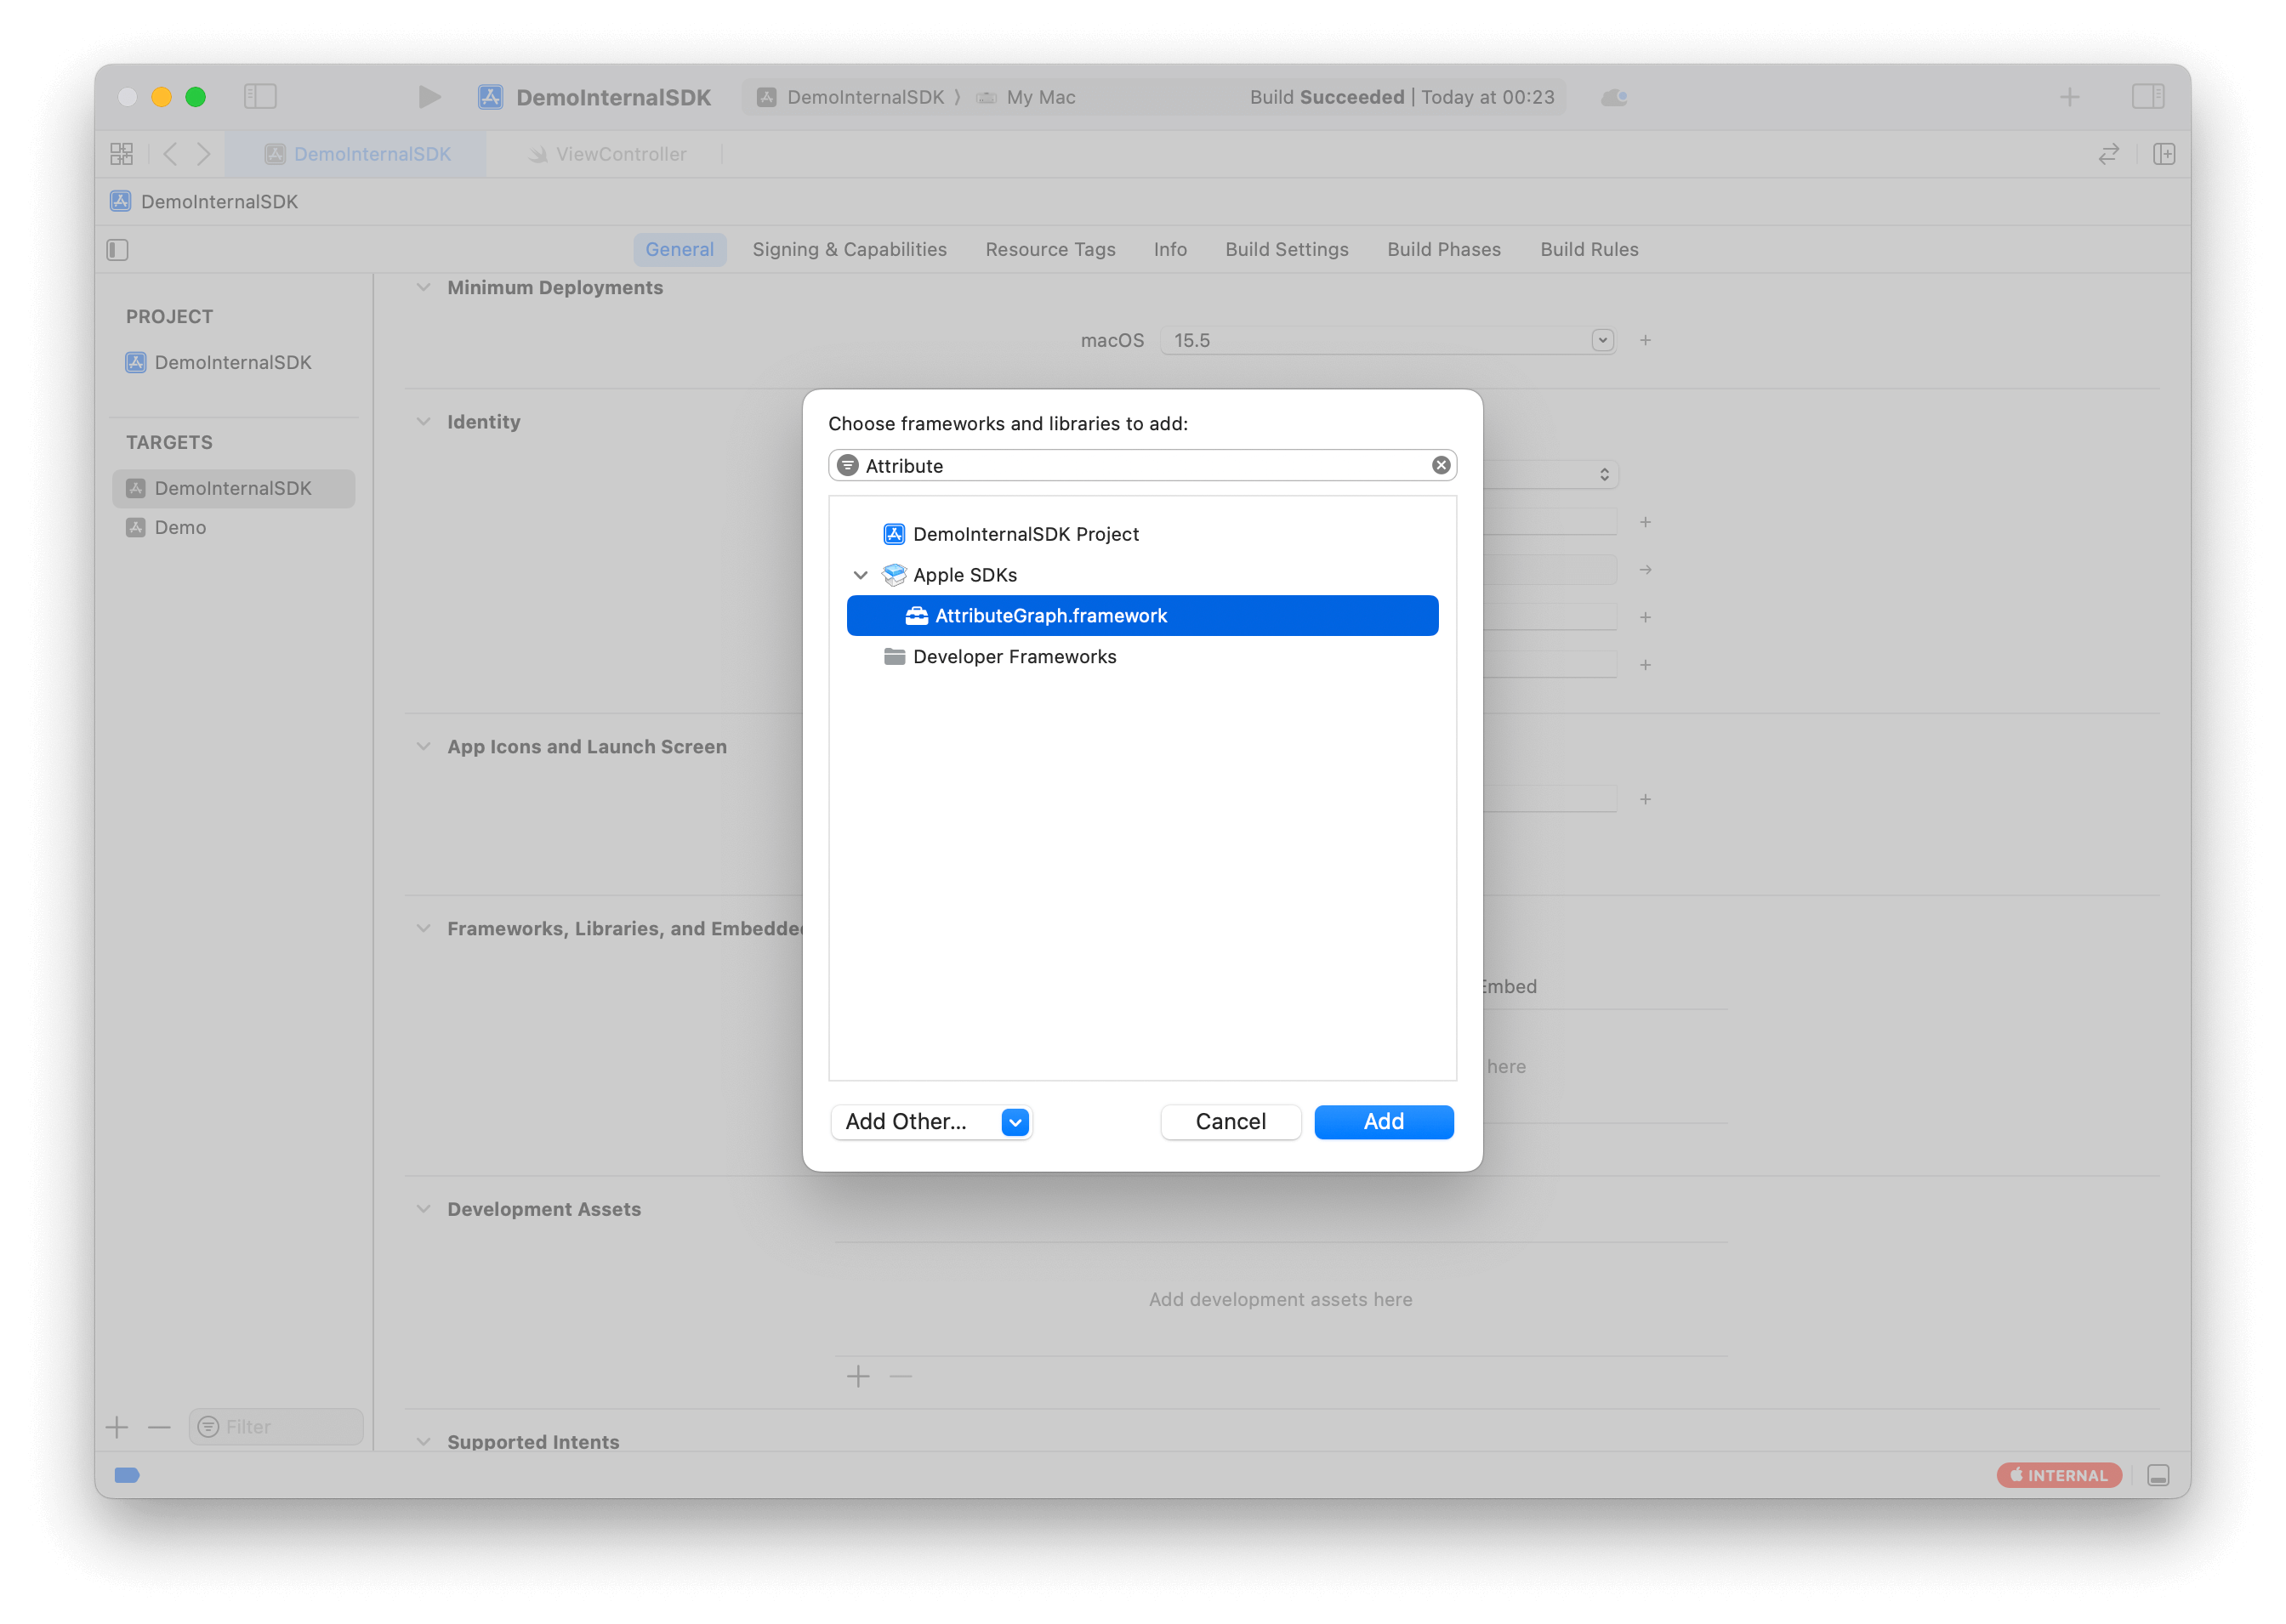 DemoInternalSDK
DemoInternalSDK 〉 My Mac
Build Succeeded | Today at 00:23
DemoInternalSDK
ViewController
DemoInternalSDK
General
Signing & Capabilities
Resource Tags
Info
Build Settings
Build Phases
Build Rules
PROJECT
DemoInternalSDK
TARGETS
DemoInternalSDK
Demo
Filter
Minimum Deployments
macOS
15.5
Identity
App Icons and Launch Screen
Frameworks, Libraries, and Embedded
Embed
here
Development Assets
Add development assets here
Supported Intents
Choose frameworks and libraries to add:
Attribute
DemoInternalSDK Project
Apple SDKs
AttributeGraph.framework
Developer Frameworks
Add Other...
Cancel
Add
INTERNAL